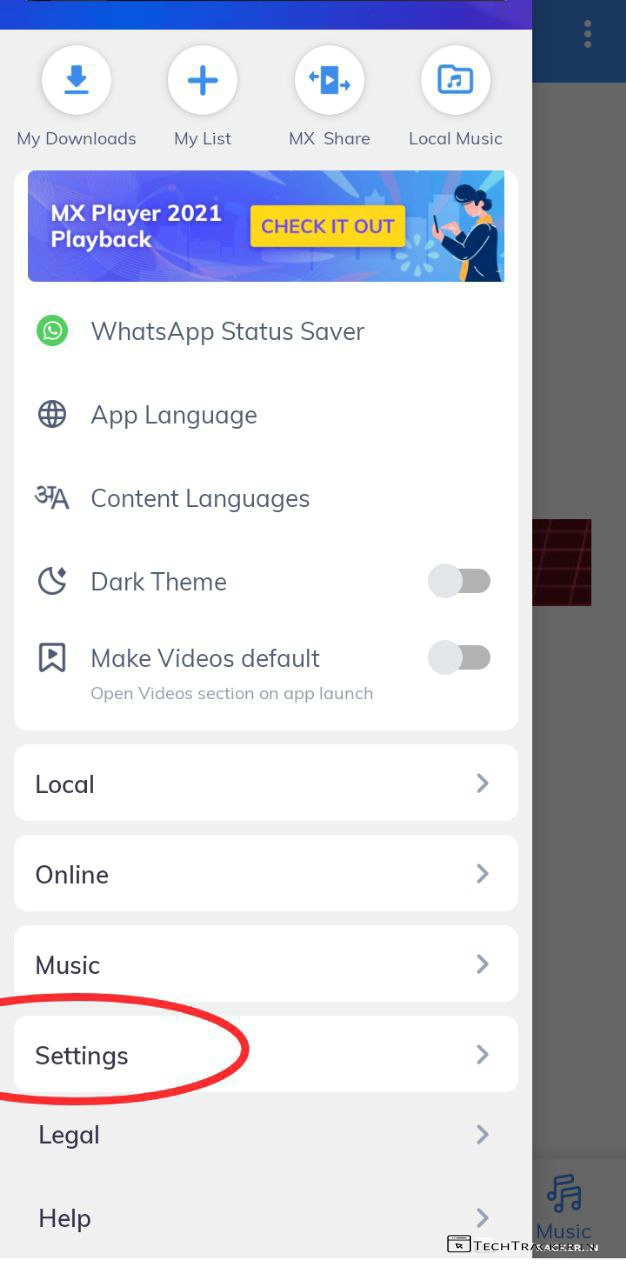 My Downloads
My List
MX Share
Local Music
MX Player 2021
Playback
CHECK IT OUT
WhatsApp Status Saver
App Language
अA
Content Languages
Dark Theme
Make Videos default
Open Videos section on app launch
Local
Online
Music
Settings
Legal
Help
Music